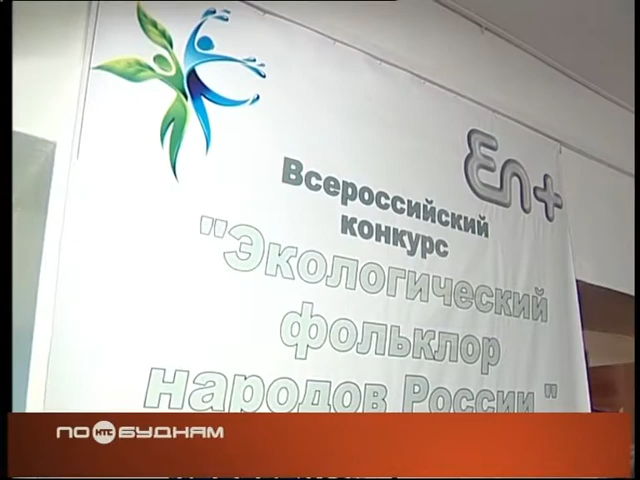 En+
Всероссийский
конкурс
"Экологический
фольклор
народов России"
ПО НТС БУДНЯМ